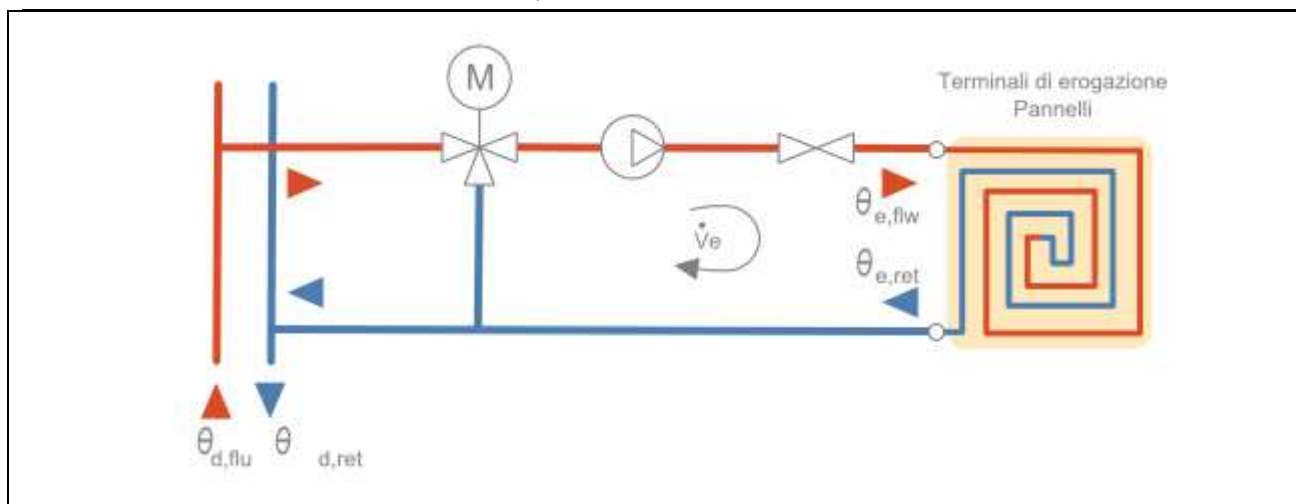 M
Terminali di erogazione
Pannelli
θe,flw
V̇e
θe,ret
θd,flu θ d,ret